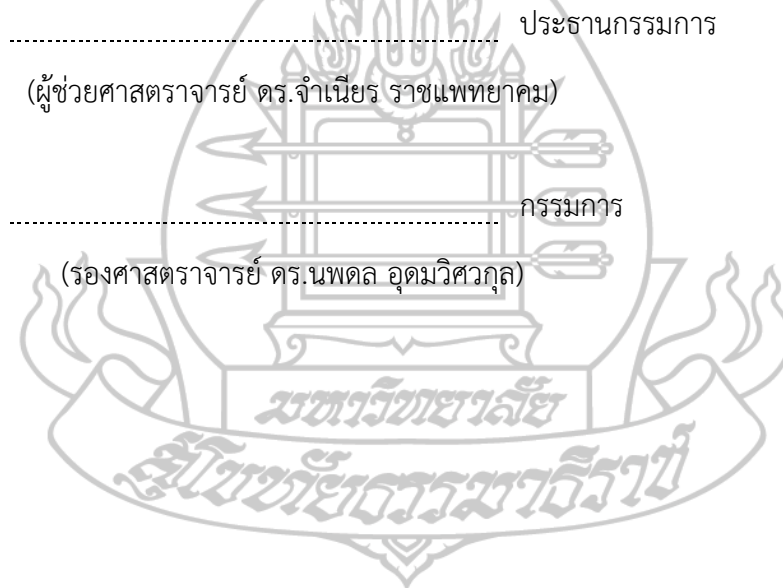 ประธานกรรมการ
(ผู้ช่วยศาสตราจารย์ ดร.จำเนียร ราชแพทยาคม)
กรรมการ
(รองศาสตราจารย์ ดร.นพดล อุดมวิศวกุล)
มหาวิทยาลัย
สุโขทัยธรรมาธิราช